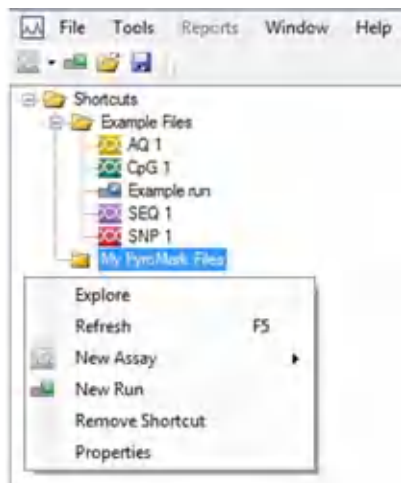 File Tools Reports Window Help
Shortcuts
Example Files
AQ 1
CpG 1
Example run
SEQ 1
SNP 1
My PyroMark Files
Explore
Refresh F5
New Assay
New Run
Remove Shortcut
Properties